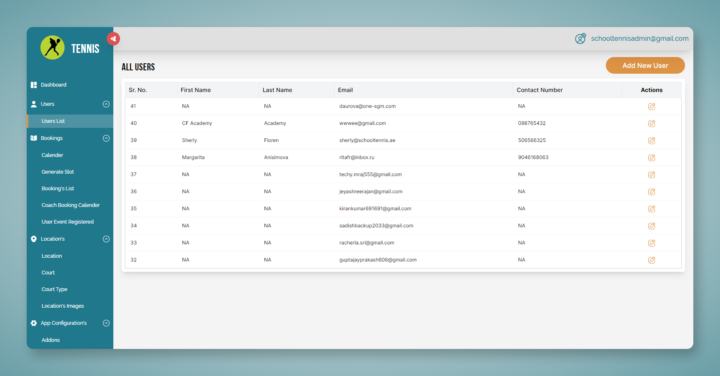 TENNIS
schooltennisadmin@gmail.com
ALL USERS
Add New User
Dashboard
Users
Users List
Bookings
Calender
Generate Slot
Booking's List
Coach Booking Calender
User Event Registered
Location's
Location
Court
Court Type
Location's Images
App Configuration's
Addons
Sr. No. First Name Last Name Email Contact Number Actions
41 NA NA daurova@one-sgm.com NA
40 CF Academy Academy wewee@gmail.com 098765432
39 Sherly Floren sherly@schooltennis.ae 506566325
38 Margarita Anisimova ritafr@inbox.ru 9046168063
37 NA NA techy.mraj555@gmail.com NA
36 NA NA jeyashreerajan@gmail.com NA
35 NA NA kirankumar691691@gmail.com NA
34 NA NA sadishbackup2033@gmail.com NA
33 NA NA racherla.sri@gmail.com NA
32 NA NA guptajayprakash606@gmail.com NA